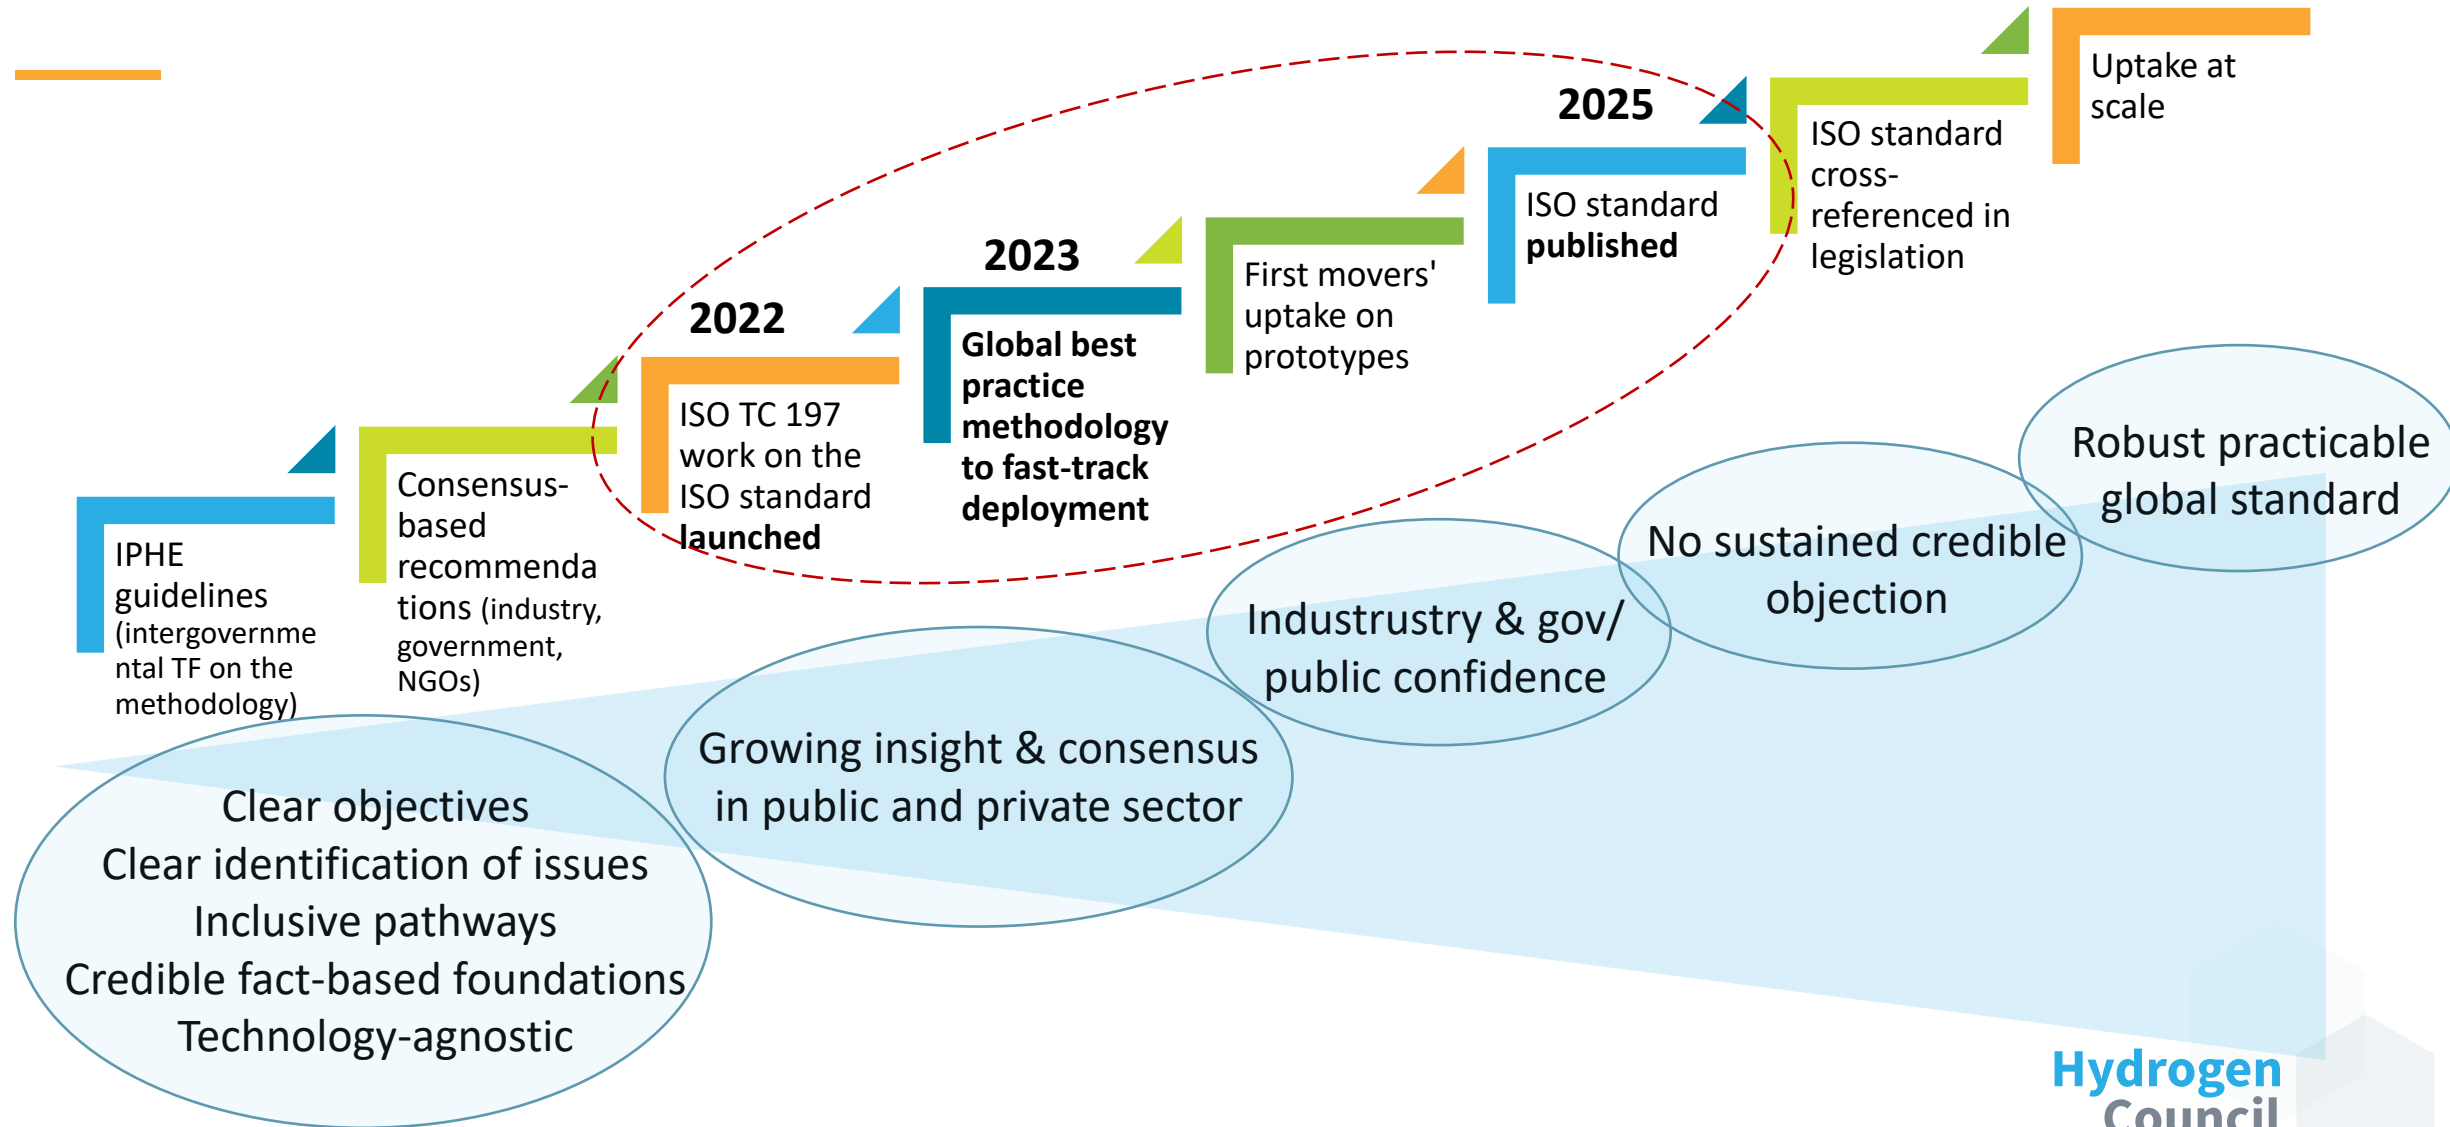 IPHE
guidelines
(intergovernme
ntal TF on the
methodology)
Consensus-
based
recommenda
tions (industry,
government,
NGOs)
2022
ISO TC 197
work on the
ISO standard
launched
2023
Global best
practice
methodology
to fast-track
deployment
First movers'
uptake on
prototypes
2025
ISO standard
published
ISO standard
cross-
referenced in
legislation
Uptake at
scale
Clear objectives
Clear identification of issues
Inclusive pathways
Credible fact-based foundations
Technology-agnostic
Growing insight & consensus
in public and private sector
Industrustry & gov/
public confidence
No sustained credible
objection
Robust practicable
global standard
Hydrogen
Council